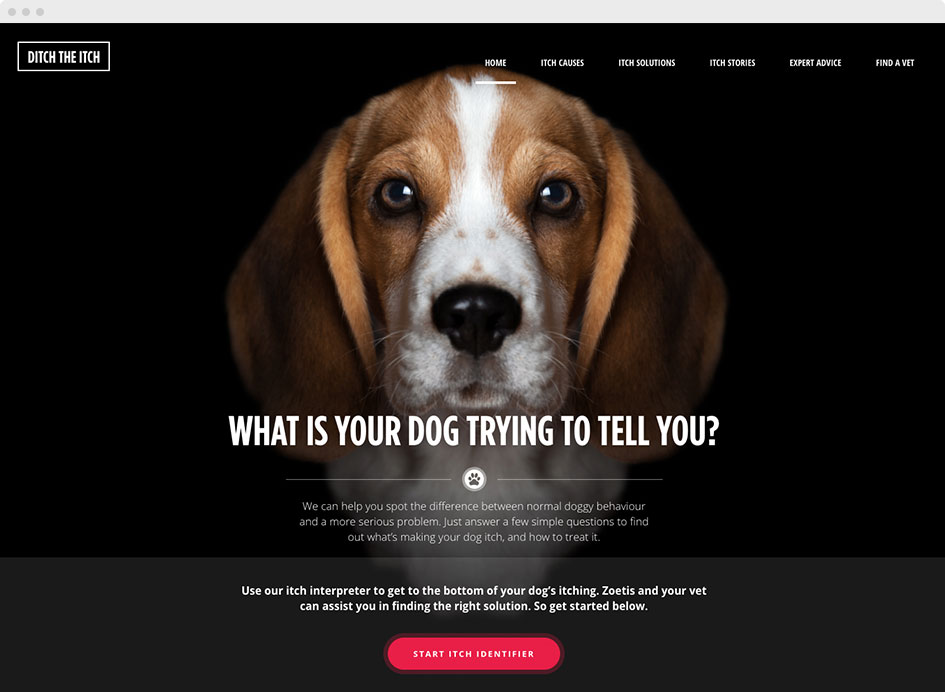 DITCH THE ITCH
HOME
ITCH CAUSES
ITCH SOLUTIONS
ITCH STORIES
EXPERT ADVICE
FIND A VET
WHAT IS YOUR DOG TRYING TO TELL YOU?
We can help you spot the difference between normal doggy behaviour
and a more serious problem. Just answer a few simple questions to find
out what's making your dog itch, and how to treat it.
Use our itch interpreter to get to the bottom of your dog's itching. Zoetis and your vet
can assist you in finding the right solution. So get started below.
START ITCH IDENTIFIER